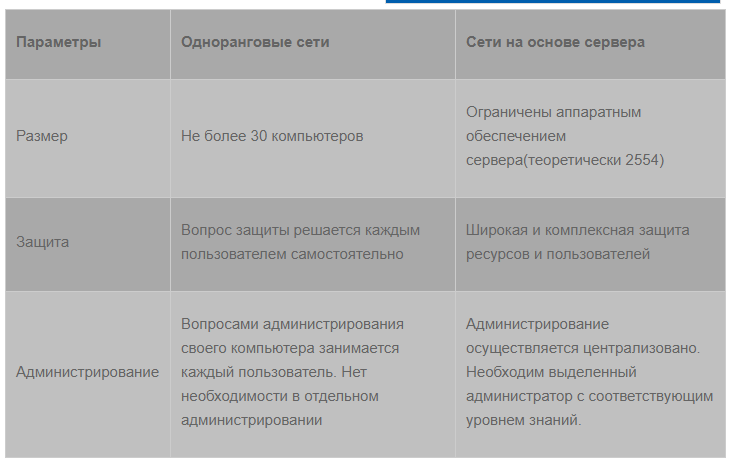 Параметры
Одноранговые сети
Сети на основе сервера
Размер
Не более 30 компьютеров
Ограничены аппаратным
обеспечением
сервера(теоретически 2554)
Защита
Вопрос защиты решается каждым
пользователем самостоятельно
Широкая и комплексная защита
ресурсов и пользователей
Администрирование
Вопросами администрирования
своего компьютера занимается
каждый пользователь. Нет
необходимости в отдельном
администрировании
Администрирование
осуществляется централизовано.
Необходим выделенный
администратор с соответствующим
уровнем знаний.